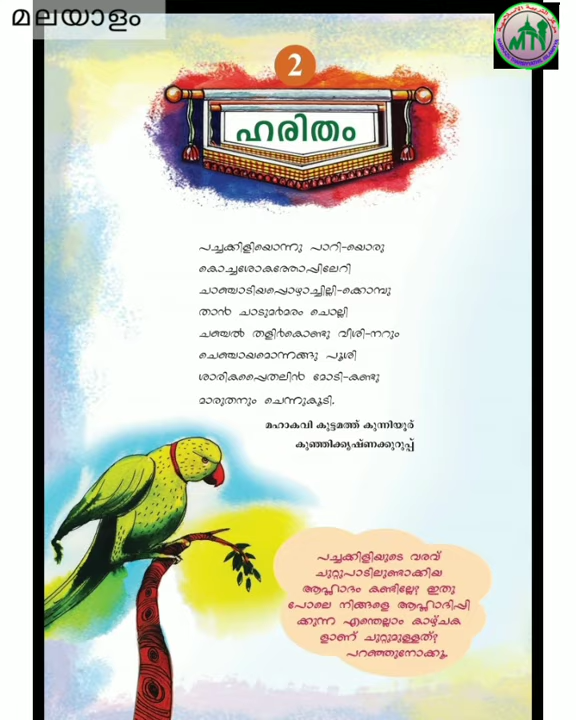 മലയാളം
2
ഹരിതം
പച്ചക്കിളിയൊന്നു പാറി-യൊരു
കൊച്ചശോകത്തോപ്പിലേറി
ചാഞ്ചാടിയപ്പൊഴാച്ചില്ലി-ക്കൊമ്പു
താൻ ചാടുമർമരം ചൊല്ലി
ചഞ്ചൽ തളിർകൊണ്ടു വീശി-നറും
ചെഞ്ചായമൊന്നങ്ങു പൂശി
ശാരികപ്പൈതലിൻ മോടി-കണ്ടു
മാരുതനും ചെന്നുകൂടി.
മഹാകവി കുട്ടമത്ത് കുന്നിയൂര്
കുഞ്ഞിക്കൃഷ്ണക്കുറുപ്പ്
പച്ചക്കിളിയുടെ വരവ്
ചുറ്റുപാടിലുണ്ടാക്കിയ
ആഹ്ലാദം കണ്ടില്ലേ? ഇതു
പോലെ നിങ്ങളെ ആഹ്ലാദിപ്പി
ക്കുന്ന എന്തെല്ലാം കാഴ്ചക
ളാണ് ചുറ്റുമുള്ളത്?
പറഞ്ഞുനോക്കൂ.